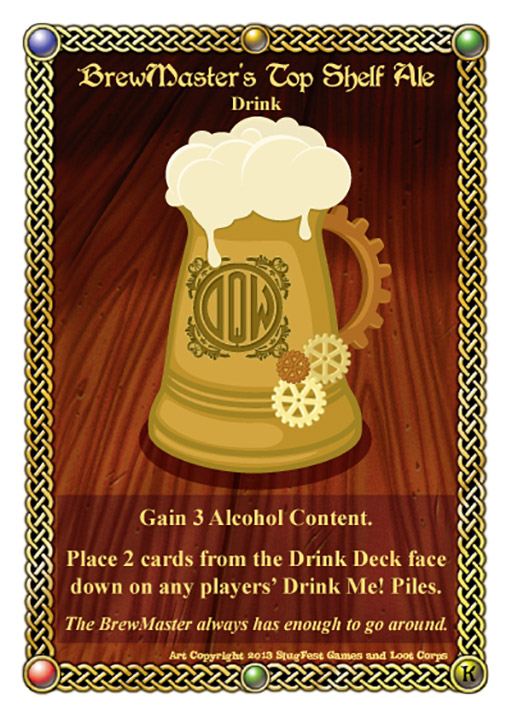 BrewMaster's Top Shelf Ale
Drink
DQW
Gain 3 Alcohol Content.
Place 2 cards from the Drink Deck face
down on any players' Drink Me! Piles.
The BrewMaster always has enough to go around.
Art Copyright 2013 SlugFest Games and Loot Corps
K